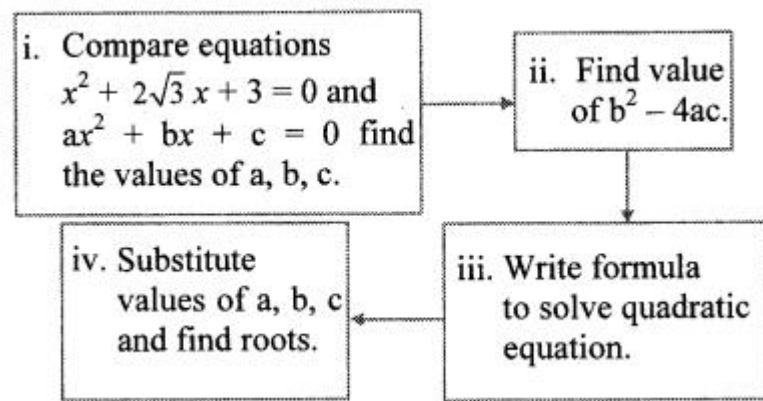 i. Compare equations
x² + 2√3 x + 3 = 0 and
ax² + bx + c = 0 find
the values of a, b, c.
ii. Find value
of b² – 4ac.
iii. Write formula
to solve quadratic
equation.
iv. Substitute
values of a, b, c
and find roots.